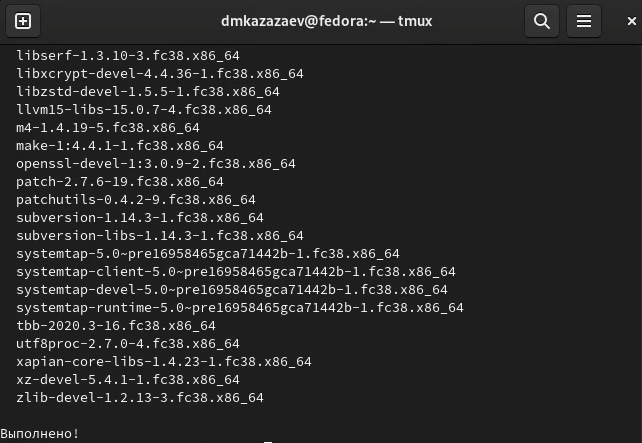 dmkazazaev@fedora:~ — tmux
libserf-1.3.10-3.fc38.x86_64
libxcrypt-devel-4.4.36-1.fc38.x86_64
libzstd-devel-1.5.5-1.fc38.x86_64
llvm15-libs-15.0.7-4.fc38.x86_64
m4-1.4.19-5.fc38.x86_64
make-1:4.4.1-1.fc38.x86_64
openssl-devel-1:3.0.9-2.fc38.x86_64
patch-2.7.6-19.fc38.x86_64
patchutils-0.4.2-9.fc38.x86_64
subversion-1.14.3-1.fc38.x86_64
subversion-libs-1.14.3-1.fc38.x86_64
systemtap-5.0~pre16958465gca71442b-1.fc38.x86_64
systemtap-client-5.0~pre16958465gca71442b-1.fc38.x86_64
systemtap-devel-5.0~pre16958465gca71442b-1.fc38.x86_64
systemtap-runtime-5.0~pre16958465gca71442b-1.fc38.x86_64
tbb-2020.3-16.fc38.x86_64
utf8proc-2.7.0-4.fc38.x86_64
xapian-core-libs-1.4.23-1.fc38.x86_64
xz-devel-5.4.1-1.fc38.x86_64
zlib-devel-1.2.13-3.fc38.x86_64
Выполнено!